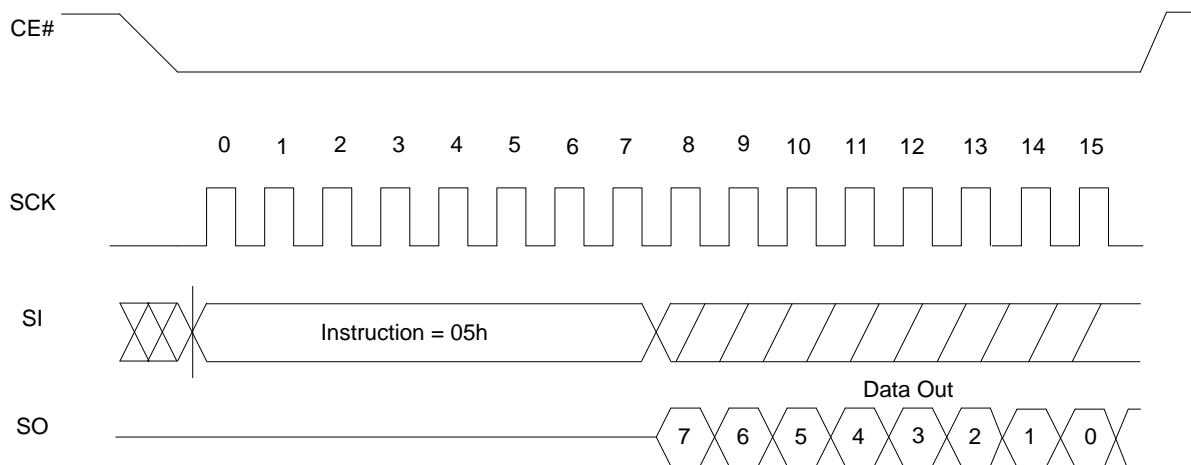 CE#
0 1 2 3 4 5 6 7 8 9 10 11 12 13 14 15
SCK
SI
Instruction = 05h
Data Out
SO
7 6 5 4 3 2 1 0